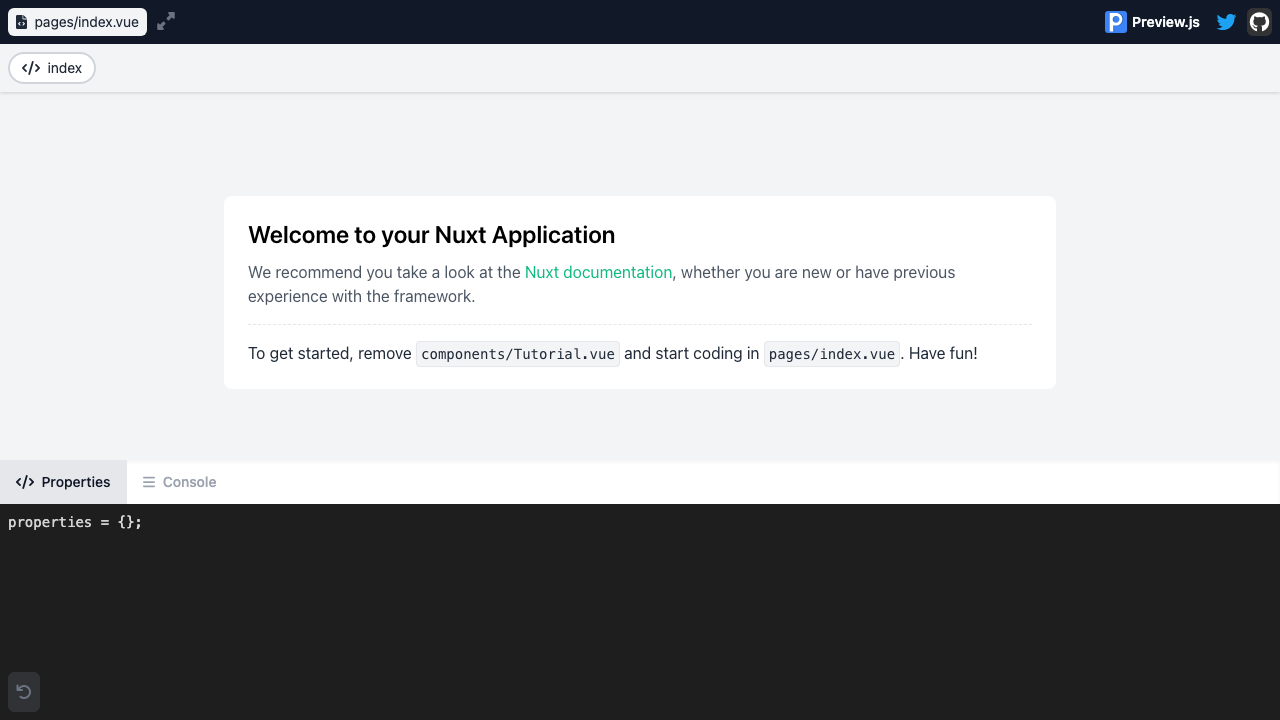 pages/index.vue
Preview.js
index
Welcome to your Nuxt Application
We recommend you take a look at the Nuxt documentation, whether you are new or have previous
experience with the framework.
To get started, remove components/Tutorial.vue and start coding in pages/index.vue. Have fun!
Properties
Console
properties = {};